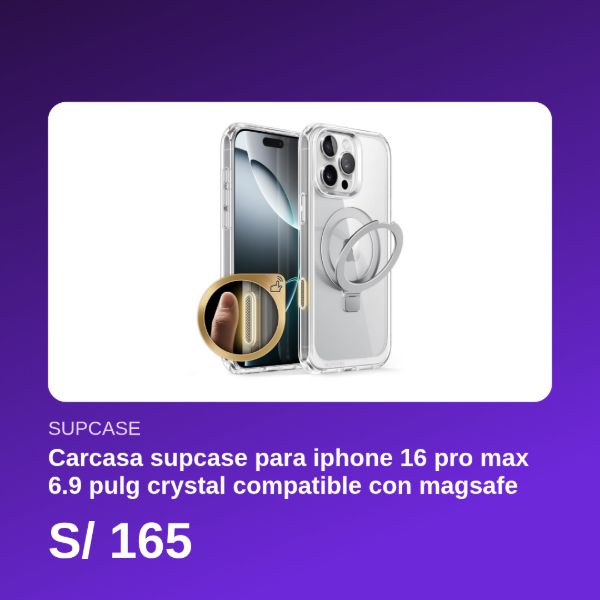 SUPCASE
Carcasa supcase para iphone 16 pro max
6.9 pulg crystal compatible con magsafe
S/ 165